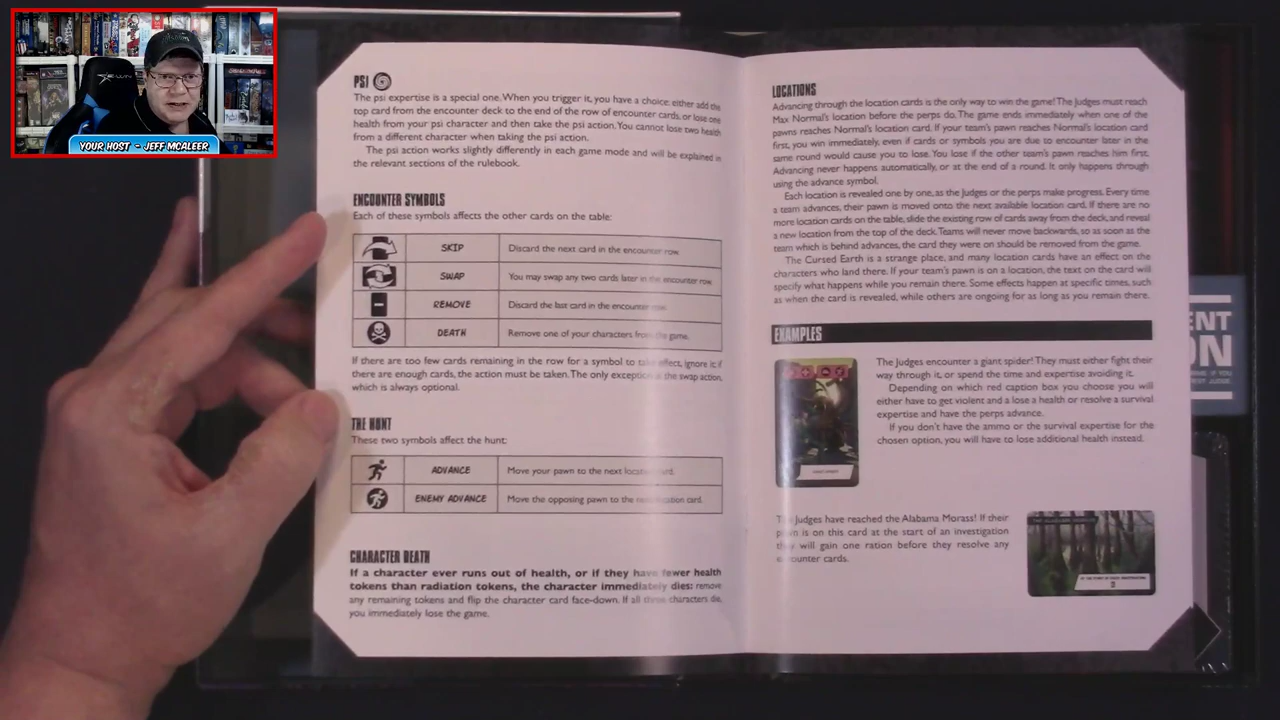 YOUR HOST - JEFF MCALEER
PSI
The psi expertise is a special one. When you trigger it, you have a choice: either add the
top card from the encounter deck to the end of the row of encounter cards, or lose one
health from your psi character and then take the psi action. You cannot lose two health
from a different character when taking the psi action.
The psi action works slightly differently in each game mode and will be explained in
the relevant sections of the rulebook.
ENCOUNTER SYMBOLS
Each of these symbols affects the other cards on the table:
SKIP Discard the next card in the encounter row.
SWAP You may swap any two cards later in the encounter row.
REMOVE Discard the last card in the encounter row.
DEATH Remove one of your characters from the game.
If there are too few cards remaining in the row for a symbol to take effect, ignore it; if
there are enough cards, the action must be taken. The only exception is the swap action,
which is always optional.
THE HUNT
These two symbols affect the hunt:
ADVANCE Move your pawn to the next location card.
ENEMY ADVANCE Move the opposing pawn to the next location card.
CHARACTER DEATH
If a character ever runs out of health, or if they have fewer health
tokens than radiation tokens, the character immediately dies: remove
any remaining tokens and flip the character card face-down. If all three characters die,
you immediately lose the game.
LOCATIONS
Advancing through the location cards is the only way to win the game! The Judges must reach
Max Normal's location before the perps do. The game ends immediately when one of the
pawns reaches Normal's location card. If your team's pawn reaches Normal's location card
first, you win immediately, even if cards or symbols you are due to encounter later in the
same round would cause you to lose. You lose if the other team's pawn reaches him first.
Advancing never happens automatically, or at the end of a round. It only happens through
using the advance symbol.
Each location is revealed one by one, as the Judges or the perps make progress. Every time
a team advances, their pawn is moved onto the next available location card. If there are no
more location cards on the table, slide the existing row of cards away from the deck, and reveal
a new location from the top of the deck. Teams will never move backwards, so as soon as the
team which is behind advances, the card they were on should be removed from the game.
The Cursed Earth is a strange place, and many location cards have an effect on the
characters who land there. If your team's pawn is on a location, the text on the card will
specify what happens while you remain there. Some effects happen at specific times, such
as when the card is revealed, while others are ongoing for as long as you remain there.
EXAMPLES
The Judges encounter a giant spider! They must either fight their
way through it, or spend the time and expertise avoiding it.
Depending on which red caption box you choose you will
either have to get violent and a lose a health or resolve a survival
expertise and have the perps advance.
If you don't have the ammo or the survival expertise for the
chosen option, you will have to lose additional health instead.
GIANT SPIDER
The Judges have reached the Alabama Morass! If their
pawn is on this card at the start of an investigation
they will gain one ration before they resolve any
encounter cards.
ENT
ON